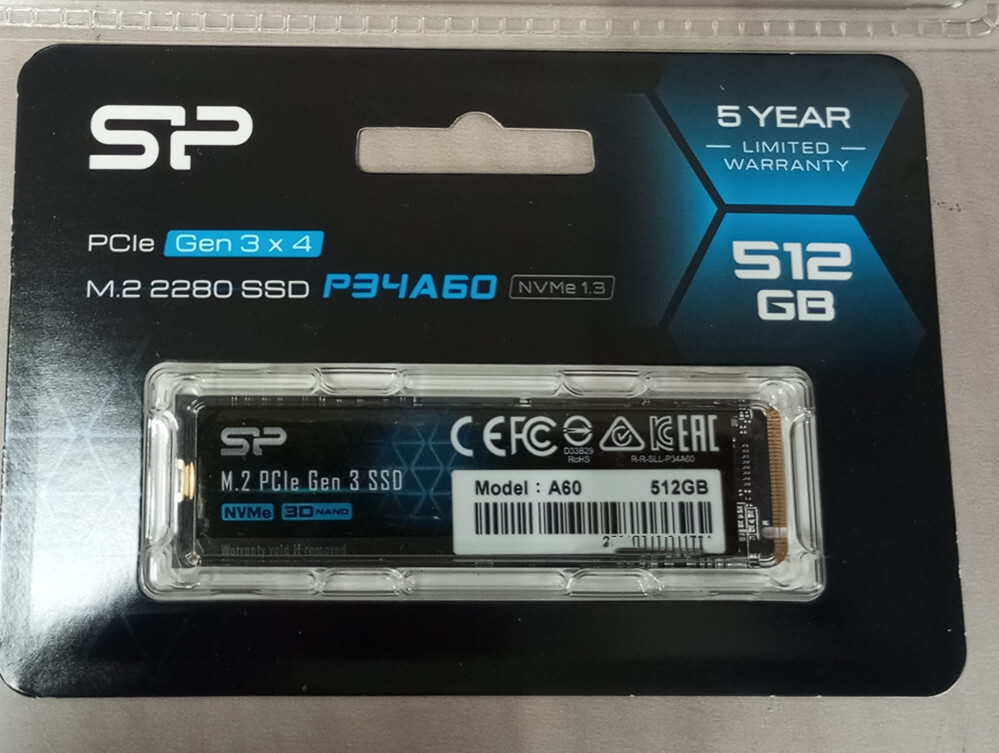 SP
5 YEAR
LIMITED
WARRANTY
PCIe Gen 3 x 4
M.2 2280 SSD P34A60 NVMe 1.3
512
GB
SP
M.2 PCIe Gen 3 SSD
NVMe 3D NAND
Warranty void if removed
CE FC EAC
D33B29
RoHS
R-R-SLL-P34A60
Model : A60 512GB